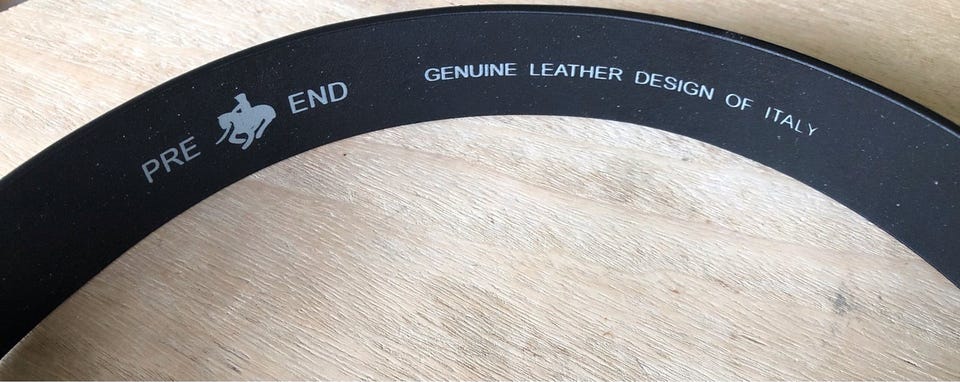 PRE END
GENUINE LEATHER DESIGN OF ITALY